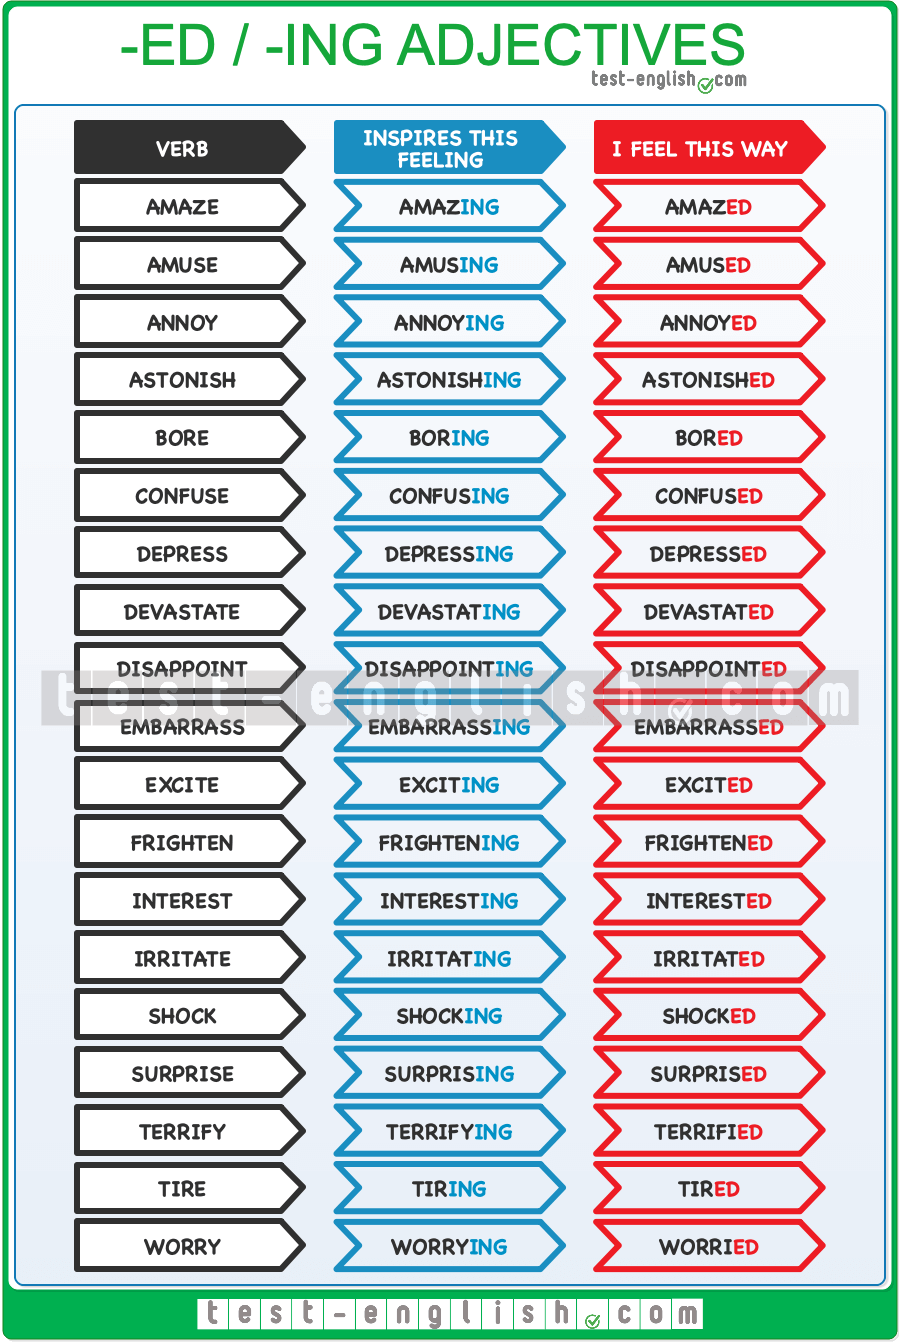 -ED / -ING ADJECTIVES
test-english.com
VERB
INSPIRES THIS
FEELING
I FEEL THIS WAY
AMAZE AMAZING AMAZED
AMUSE AMUSING AMUSED
ANNOY ANNOYING ANNOYED
ASTONISH ASTONISHING ASTONISHED
BORE BORING BORED
CONFUSE CONFUSING CONFUSED
DEPRESS DEPRESSING DEPRESSED
DEVASTATE DEVASTATING DEVASTATED
DISAPPOINT DISAPPOINTING DISAPPOINTED
test-english.com
EMBARRASS EMBARRASSING EMBARRASSED
EXCITE EXCITING EXCITED
FRIGHTEN FRIGHTENING FRIGHTENED
INTEREST INTERESTING INTERESTED
IRRITATE IRRITATING IRRITATED
SHOCK SHOCKING SHOCKED
SURPRISE SURPRISING SURPRISED
TERRIFY TERRIFYING TERRIFIED
TIRE TIRING TIRED
WORRY WORRYING WORRIED
test-english.com